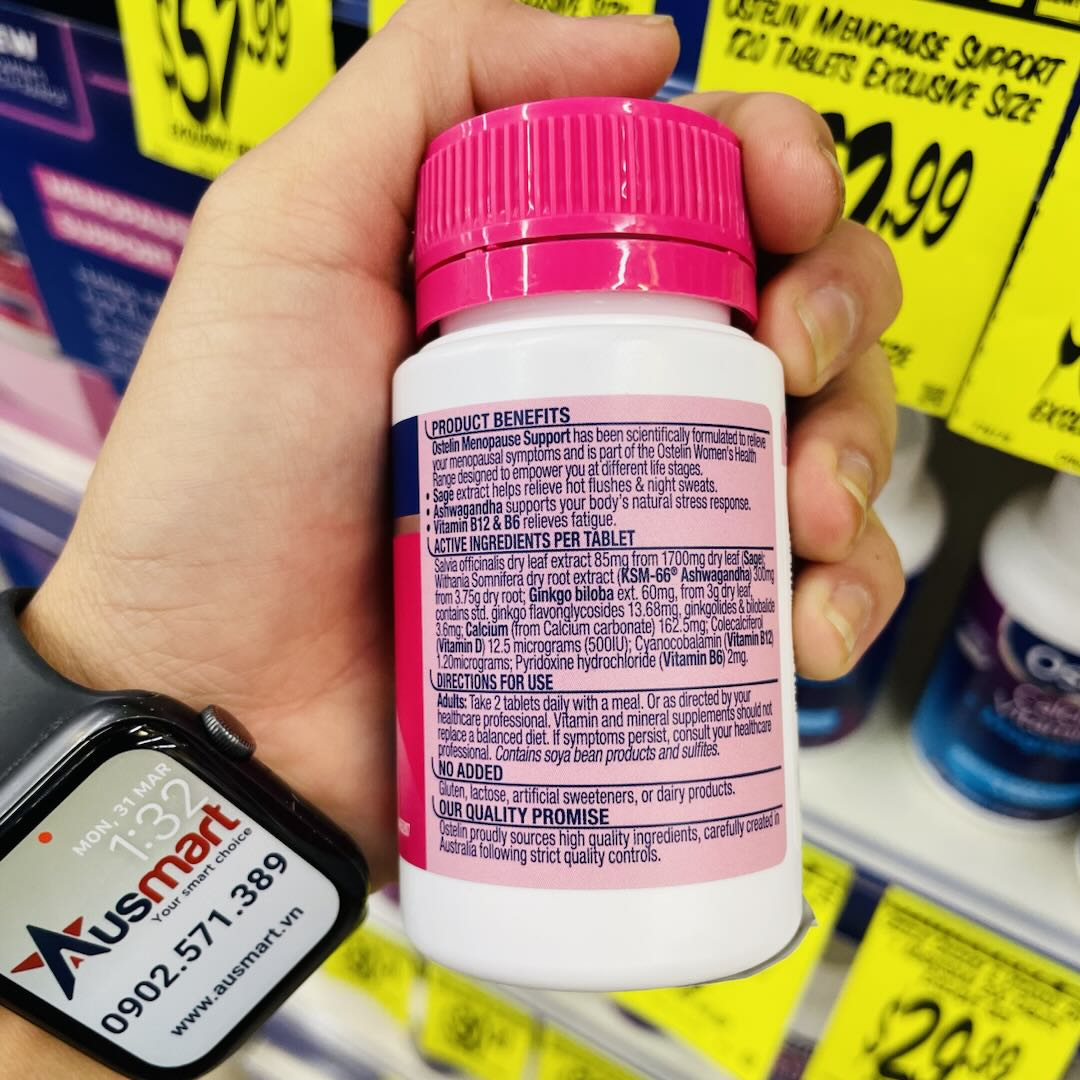 $57.99
OSTELIN MENOPAUSE SUPPORT
120 TABLETS EXCLUSIVE SIZE
.99
MENOPAUSE
SUPPORT
PRODUCT BENEFITS
Ostelin Menopause Support has been scientifically formulated to relieve
your menopausal symptoms and is part of the Ostelin Women's Health
Range designed to empower you at different life stages.
• Sage extract helps relieve hot flushes & night sweats.
• Ashwagandha supports your body's natural stress response.
• Vitamin B12 & B6 relieves fatigue.
ACTIVE INGREDIENTS PER TABLET
Salvia officinalis dry leaf extract 85mg from 1700mg dry leaf (Sage);
Withania Somnifera dry root extract (KSM-66® Ashwagandha) 300mg
from 3.75g dry root; Ginkgo biloba ext. 60mg, from 3g dry leaf,
contains std. ginkgo flavonglycosides 13.68mg, ginkgolides & bilobalide
3.6mg; Calcium (from Calcium carbonate) 162.5mg; Colecalciferol
(Vitamin D) 12.5 micrograms (500IU); Cyanocobalamin (Vitamin B12)
1.20micrograms; Pyridoxine hydrochloride (Vitamin B6) 2mg.
DIRECTIONS FOR USE
Adults: Take 2 tablets daily with a meal. Or as directed by your
healthcare professional. Vitamin and mineral supplements should not
replace a balanced diet. If symptoms persist, consult your healthcare
professional. Contains soya bean products and sulfites.
NO ADDED
Gluten, lactose, artificial sweeteners, or dairy products.
OUR QUALITY PROMISE
Ostelin proudly sources high quality ingredients, carefully created in
Australia following strict quality controls.
MON, 31 MAR
1:32
Ausmart
Your smart choice
0902.571.389
www.ausmart.vn
$29.99